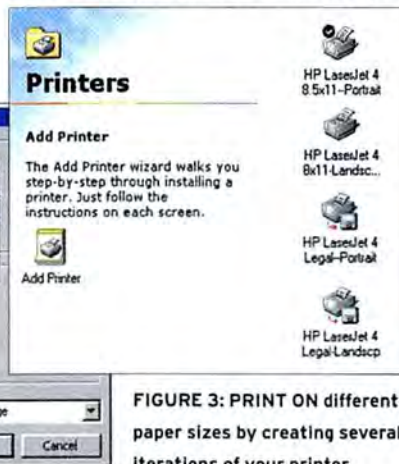 Printers
Add Printer
The Add Printer wizard walks you
step-by-step through installing a
printer. Just follow the
instructions on each screen.
Add Printer
HP LaserJet 4
8.5x11--Portrait
HP LaserJet 4
8x11-Landsc...
HP LaserJet 4
Legal--Portrait
HP LaserJet 4
Legal-Landscp
Cancel
FIGURE 3: PRINT ON different
paper sizes by creating several
iterations of your printer